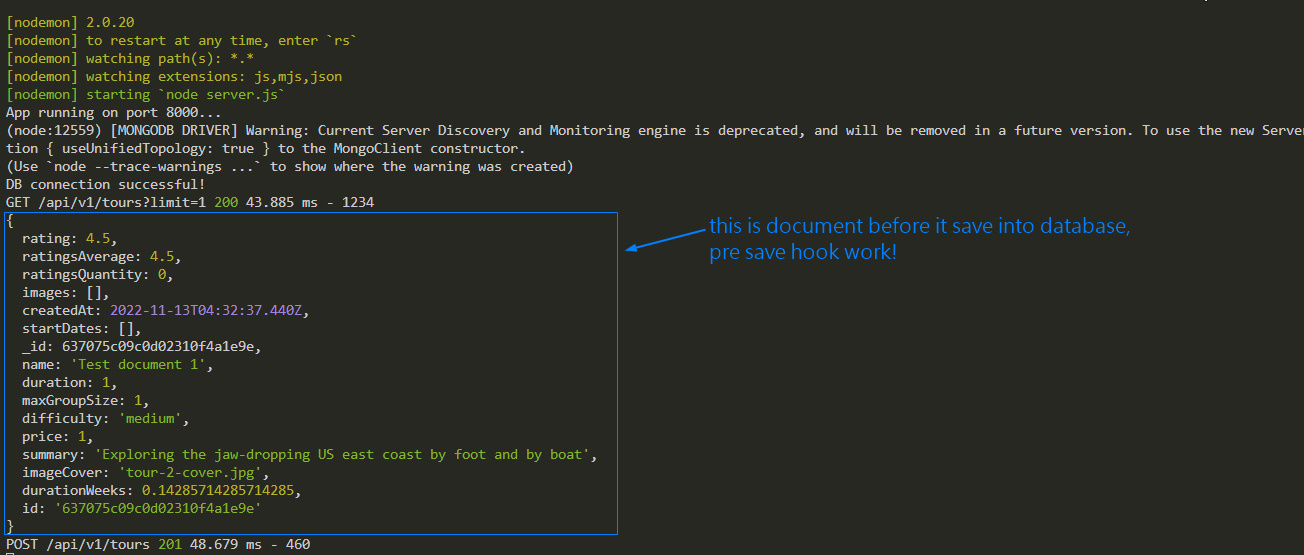 [nodemon] 2.0.20
[nodemon] to restart at any time, enter `rs`
[nodemon] watching path(s): *.*
[nodemon] watching extensions: js,mjs,json
[nodemon] starting `node server.js`
App running on port 8000...
(node:12559) [MONGODB DRIVER] Warning: Current Server Discovery and Monitoring engine is deprecated, and will be removed in a future version. To use the new Server
tion { useUnifiedTopology: true } to the MongoClient constructor.
(Use `node --trace-warnings ...` to show where the warning was created)
DB connection successful!
GET /api/v1/tours?limit=1 200 43.885 ms - 1234
{
this is document before it save into database,
rating: 4.5,
ratingsAverage: 4.5,
pre save hook work!
ratingsQuantity: 0,
images: [],
createdAt: 2022-11-13T04:32:37.440Z,
startDates: [],
_id: 637075c09c0d02310f4a1e9e,
name: 'Test document 1',
duration: 1,
maxGroupSize: 1,
difficulty: 'medium',
price: 1,
summary: 'Exploring the jaw-dropping US east coast by foot and by boat',
imageCover: 'tour-2-cover.jpg',
durationWeeks: 0.14285714285714285,
id: '637075c09c0d02310f4a1e9e'
}
POST /api/v1/tours 201 48.679 ms - 460